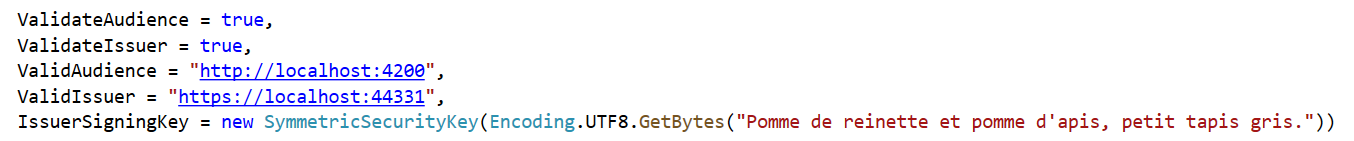 ValidateAudience = true,
ValidateIssuer = true,
ValidAudience = "http://localhost:4200",
ValidIssuer = "https://localhost:44331",
IssuerSigningKey = new SymmetricSecurityKey(Encoding.UTF8.GetBytes("Pomme de reinette et pomme d'apis, petit tapis gris."))